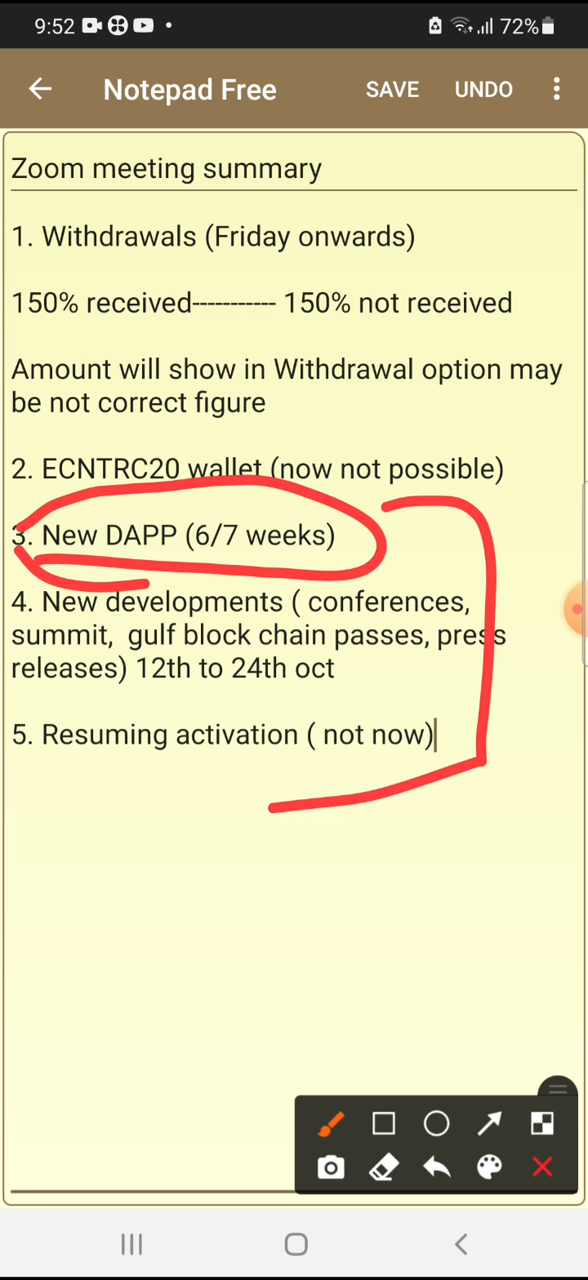 9:52
72%
Notepad Free SAVE UNDO
Zoom meeting summary
1. Withdrawals (Friday onwards)
150% received----------- 150% not received
Amount will show in Withdrawal option may
be not correct figure
2. ECNTRC20 wallet (now not possible)
3. New DAPP (6/7 weeks)
4. New developments ( conferences,
summit, gulf block chain passes, press
releases) 12th to 24th oct
5. Resuming activation ( not now)